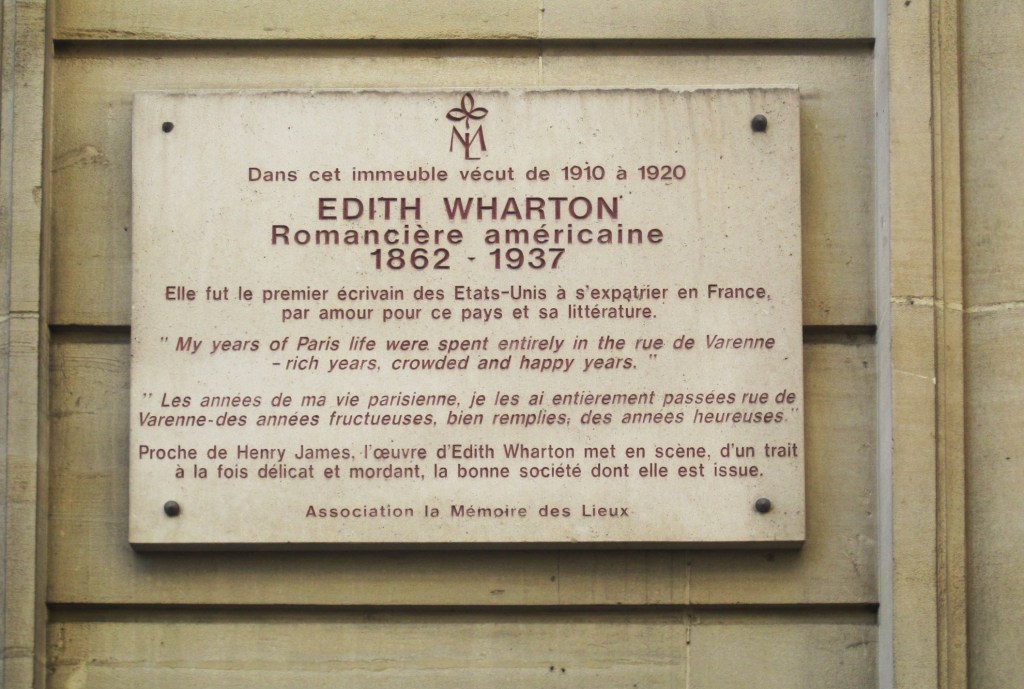 MLA
Dans cet immeuble vécut de 1910 à 1920
EDITH WHARTON
Romancière américaine
1862 - 1937
Elle fut le premier écrivain des Etats-Unis à s'expatrier en France,
par amour pour ce pays et sa littérature.
" My years of Paris life were spent entirely in the rue de Varenne
- rich years, crowded and happy years. "
" Les années de ma vie parisienne, je les ai entièrement passées rue de
Varenne-des années fructueuses, bien remplies, des années heureuses."
Proche de Henry James, l'œuvre d'Edith Wharton met en scène, d'un trait
à la fois délicat et mordant, la bonne société dont elle est issue.
Association la Mémoire des Lieux